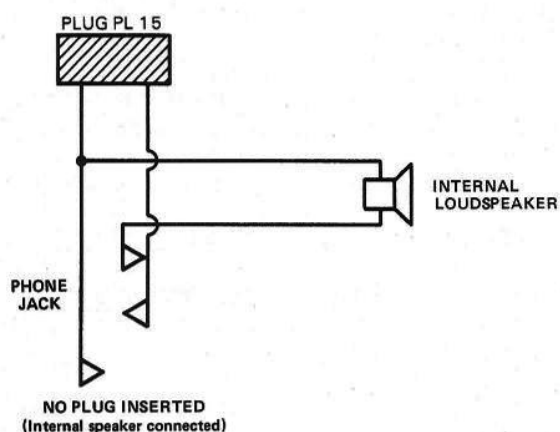 PLUG PL 15
INTERNAL
LOUDSPEAKER
PHONE
JACK
NO PLUG INSERTED
(Internal speaker connected)